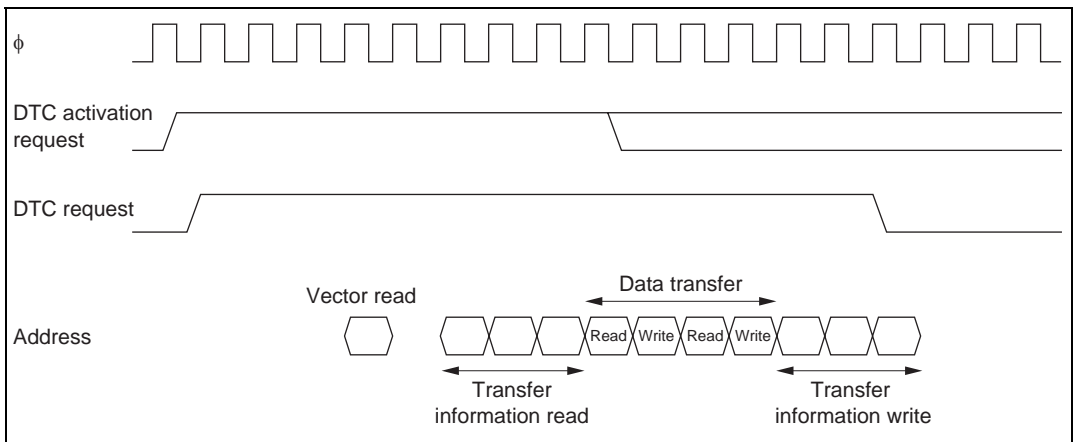 ϕ
DTC activation
request
DTC request
Data transfer
Vector read
Address
Read Write Read Write
Transfer
information read
Transfer
information write